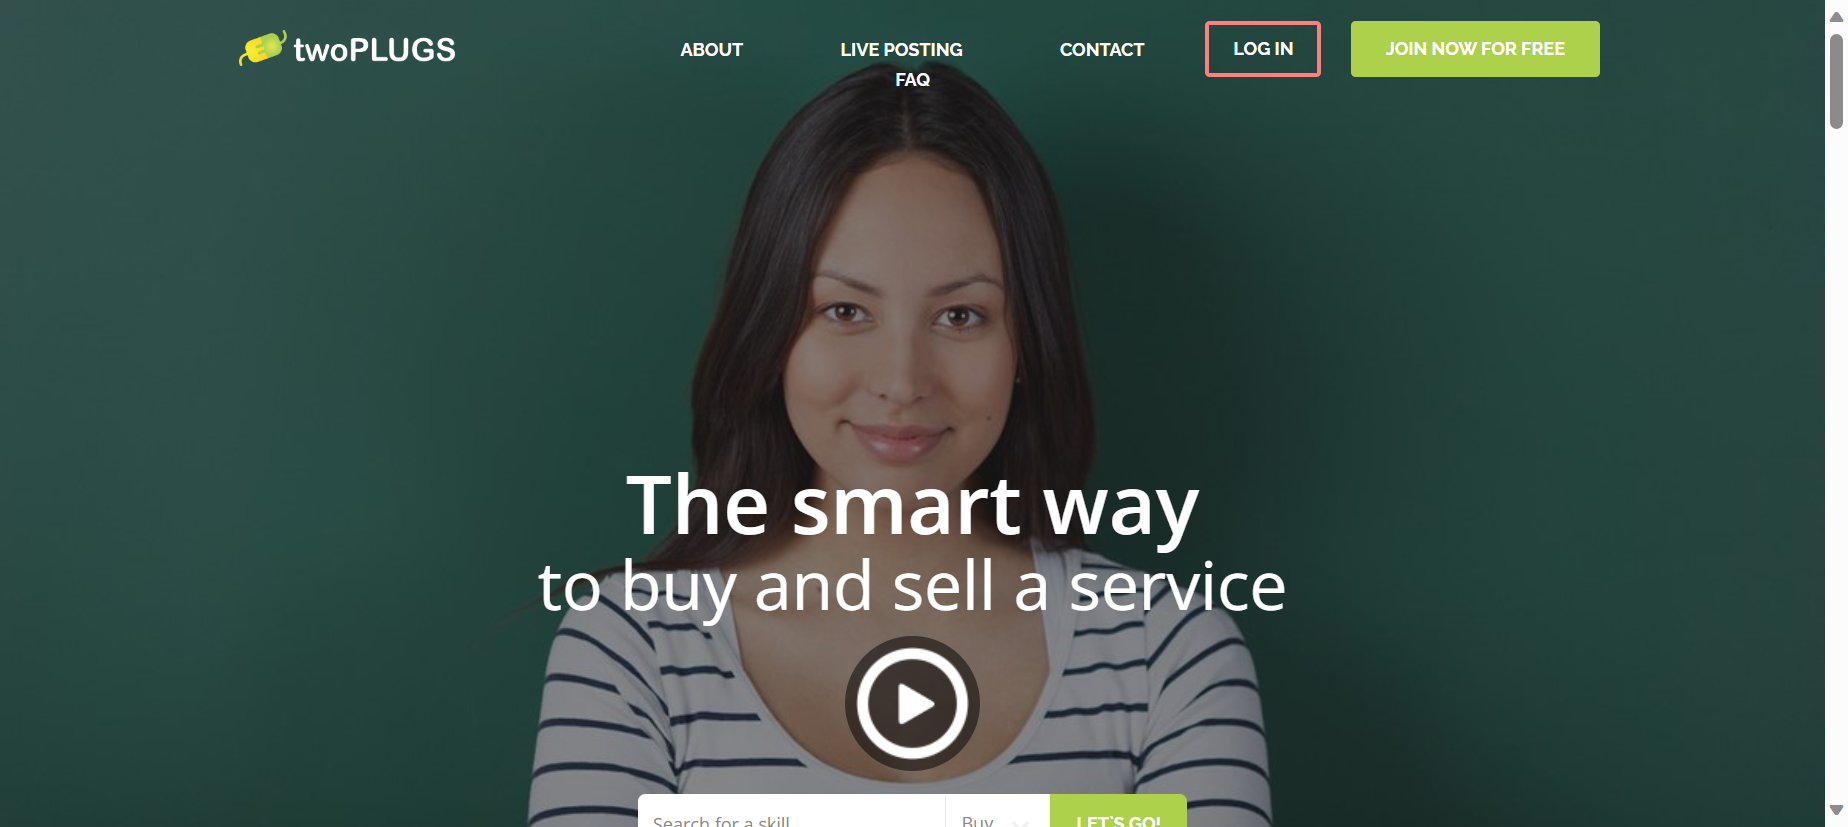 twoPLUGS
ABOUT
LIVE POSTING
CONTACT
LOG IN
JOIN NOW FOR FREE
FAQ
The smart way
to buy and sell a service
Search for a skill
Buy
LET'S GO!